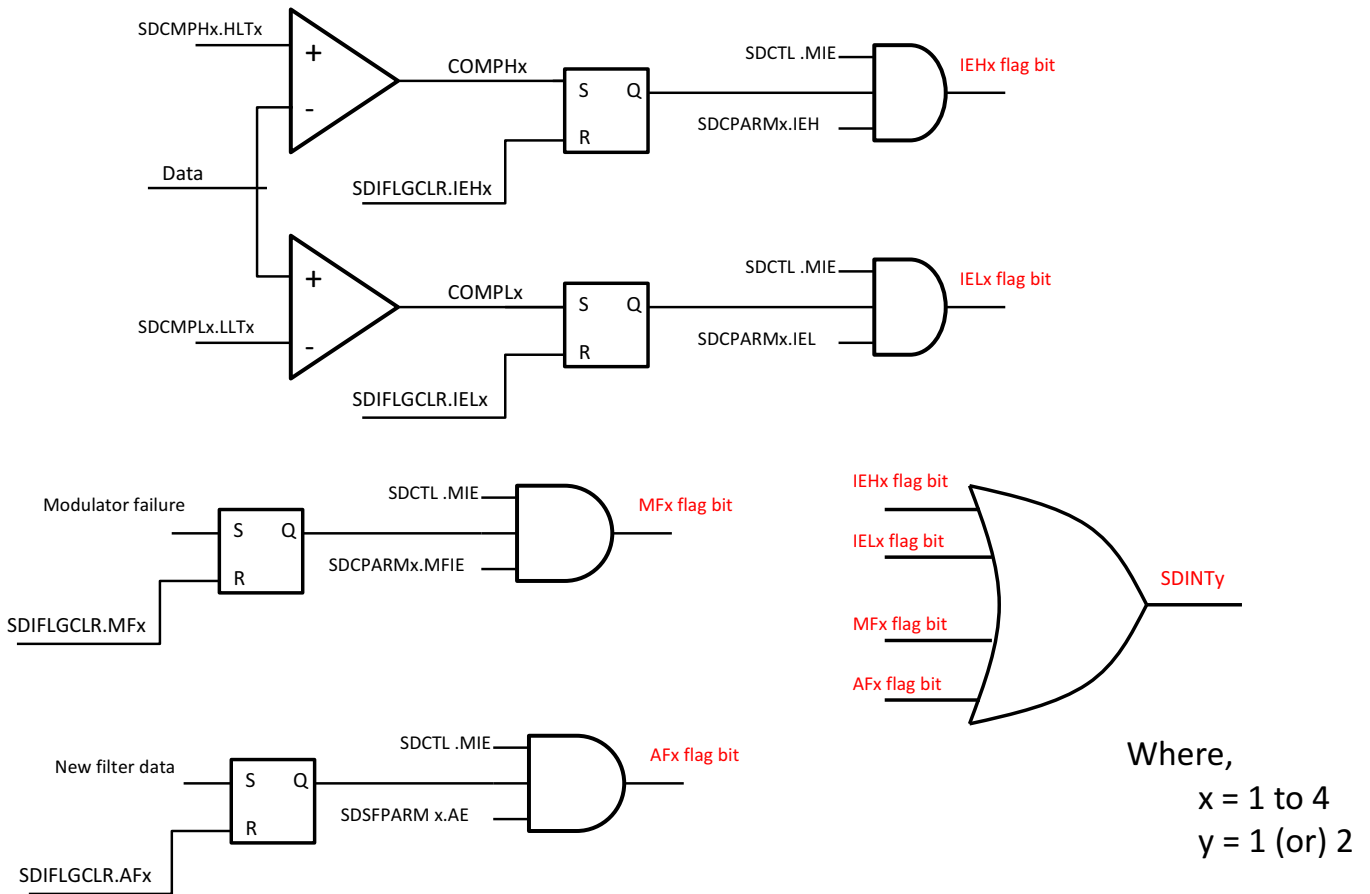 SDCMPHx.HLTx
+
-
COMPHx
S
Q
R
SDCTL .MIE
SDCPARMx.IEH
IEHx flag bit
Data
SDIFLGCLR.IEHx
+
-
SDCMPLx.LLTx
COMPLx
S
Q
R
SDCTL .MIE
SDCPARMx.IEL
IELx flag bit
SDIFLGCLR.IELx
Modulator failure
S
Q
R
SDCTL .MIE
SDCPARMx.MFIE
MFx flag bit
SDIFLGCLR.MFx
IEHx flag bit
IELx flag bit
MFx flag bit
AFx flag bit
SDINTy
New filter data
S
Q
R
SDCTL .MIE
SDSFPARM x.AE
AFx flag bit
SDIFLGCLR.AFx
Where,
x = 1 to 4
y = 1 (or) 2